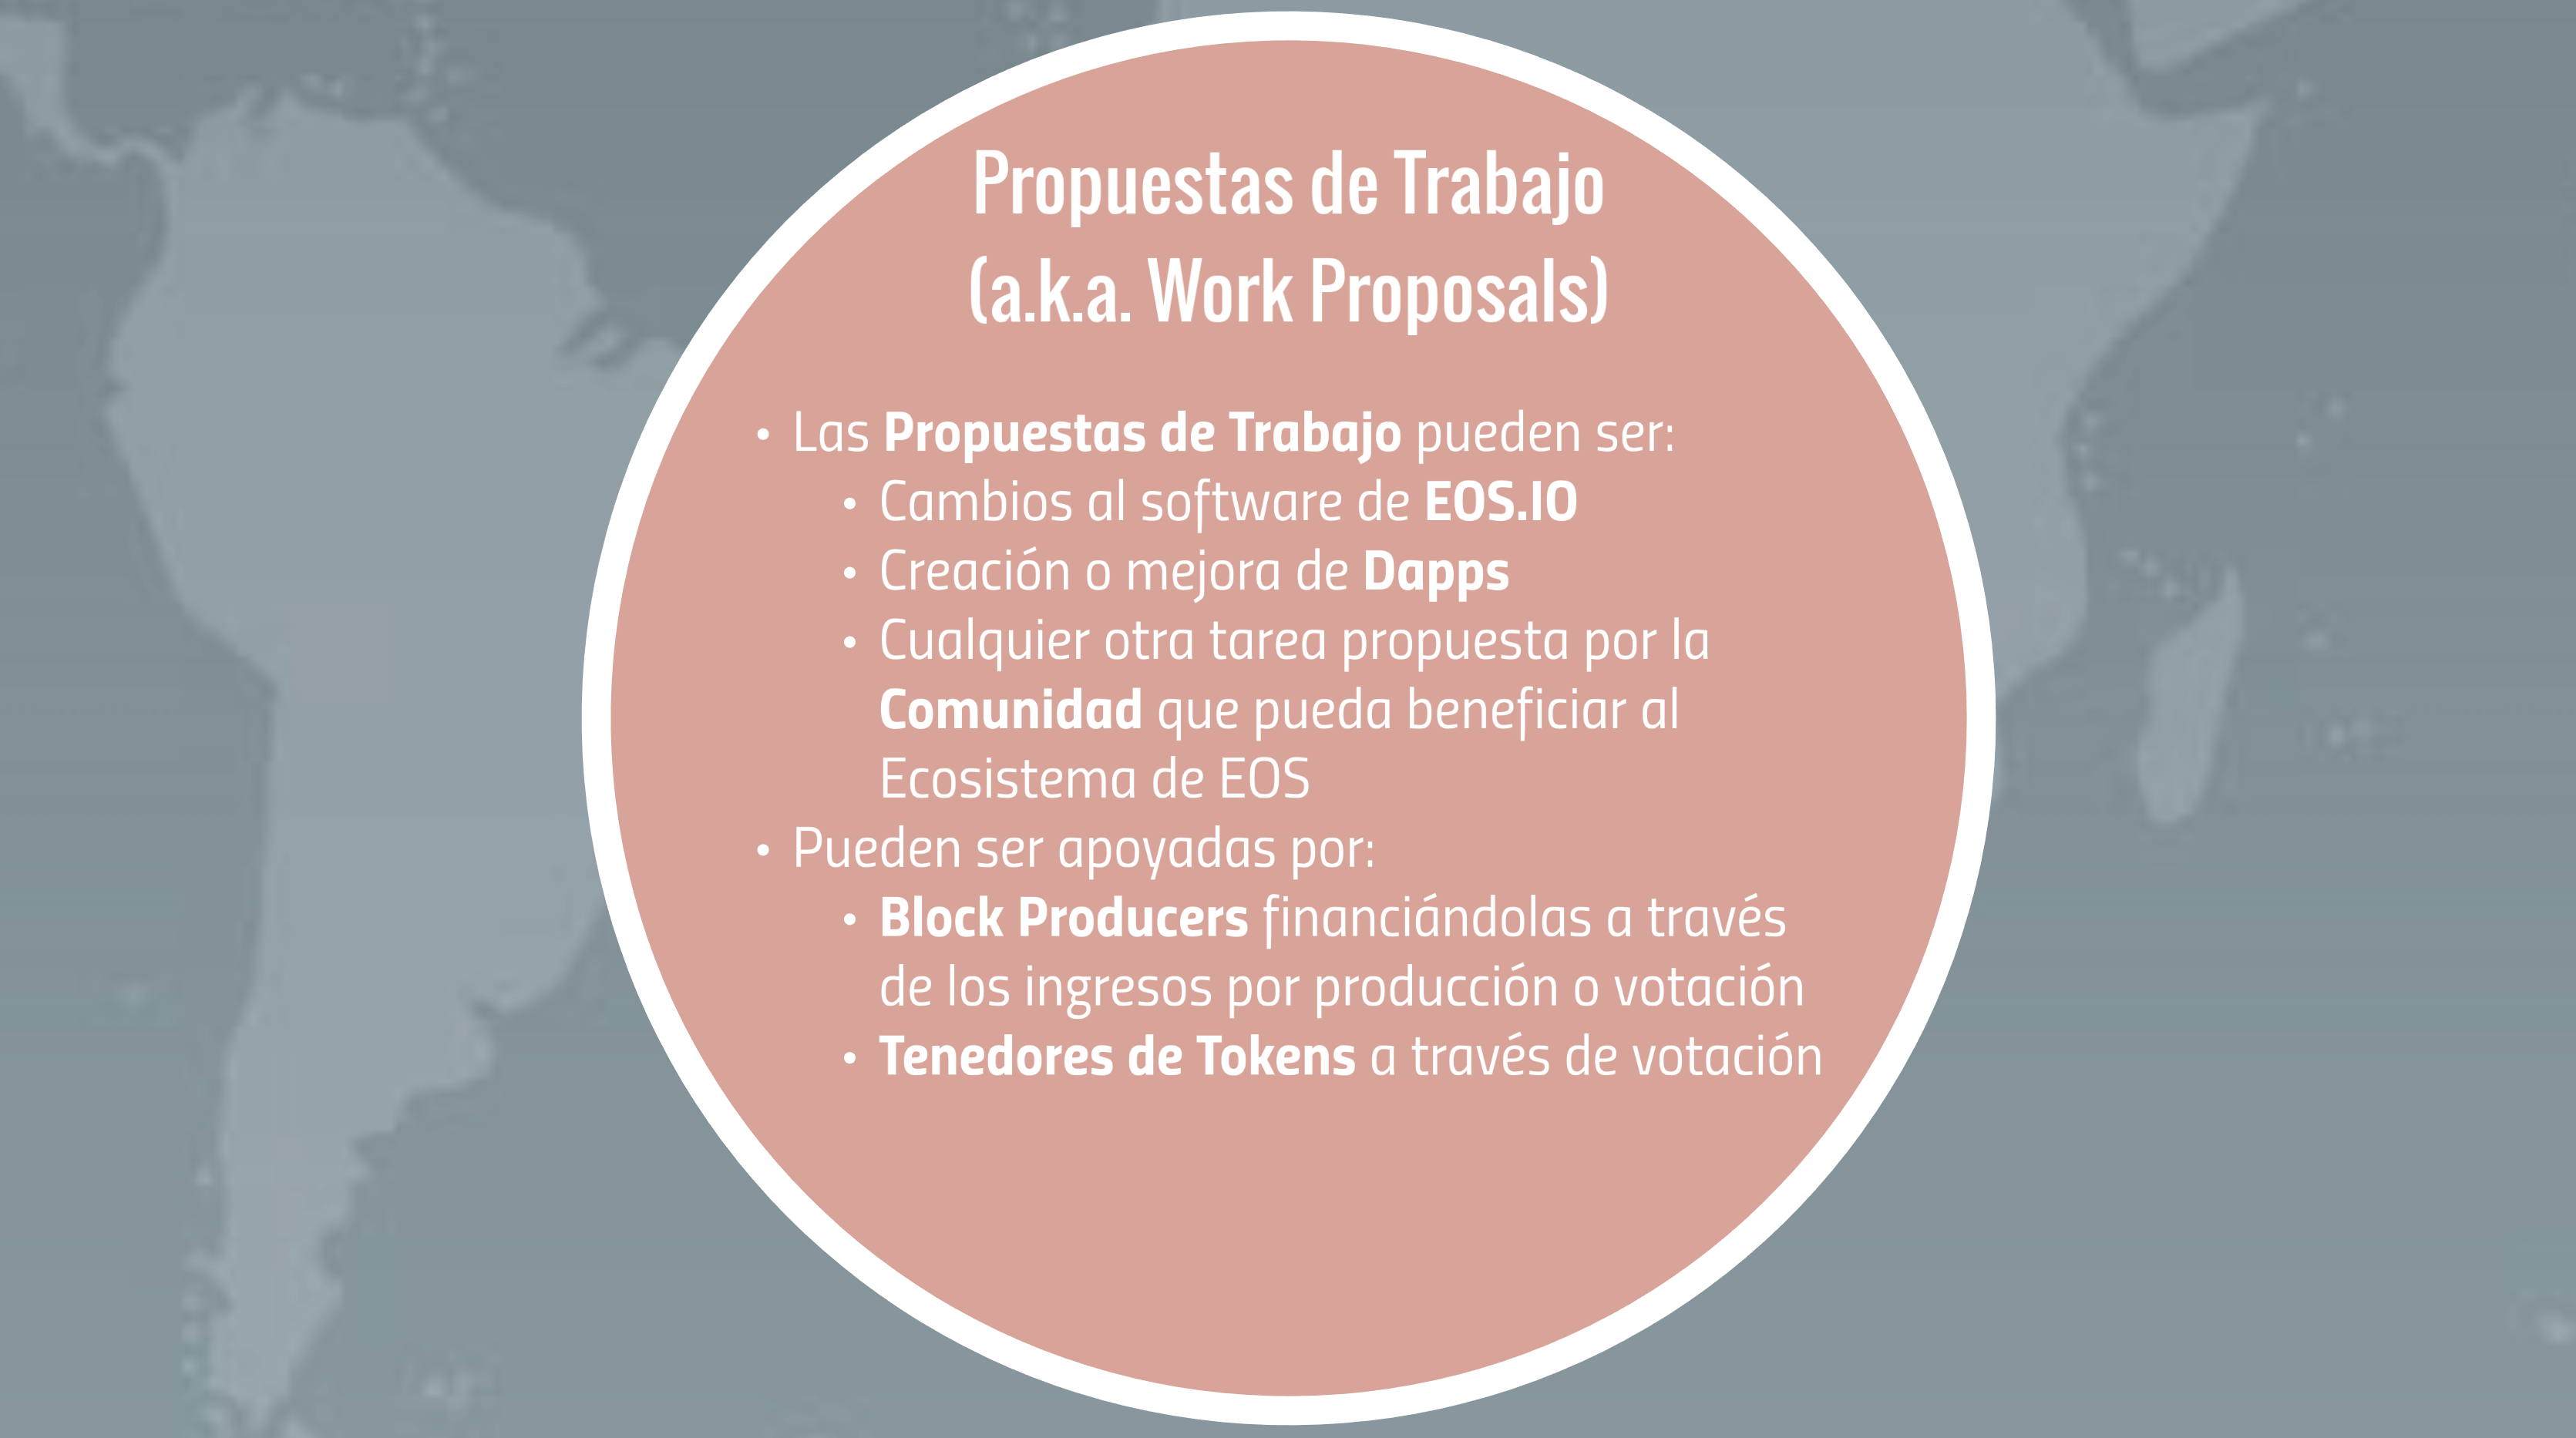 Propuestas de Trabajo
(a.k.a. Work Proposals)
• Las Propuestas de Trabajo pueden ser:
• Cambios al software de EOS.IO
• Creación o mejora de Dapps
• Cualquier otra tarea propuesta por la
Comunidad que pueda beneficiar al
Ecosistema de EOS
• Pueden ser apoyadas por:
• Block Producers financiándolas a través
de los ingresos por producción o votación
• Tenedores de Tokens a través de votación